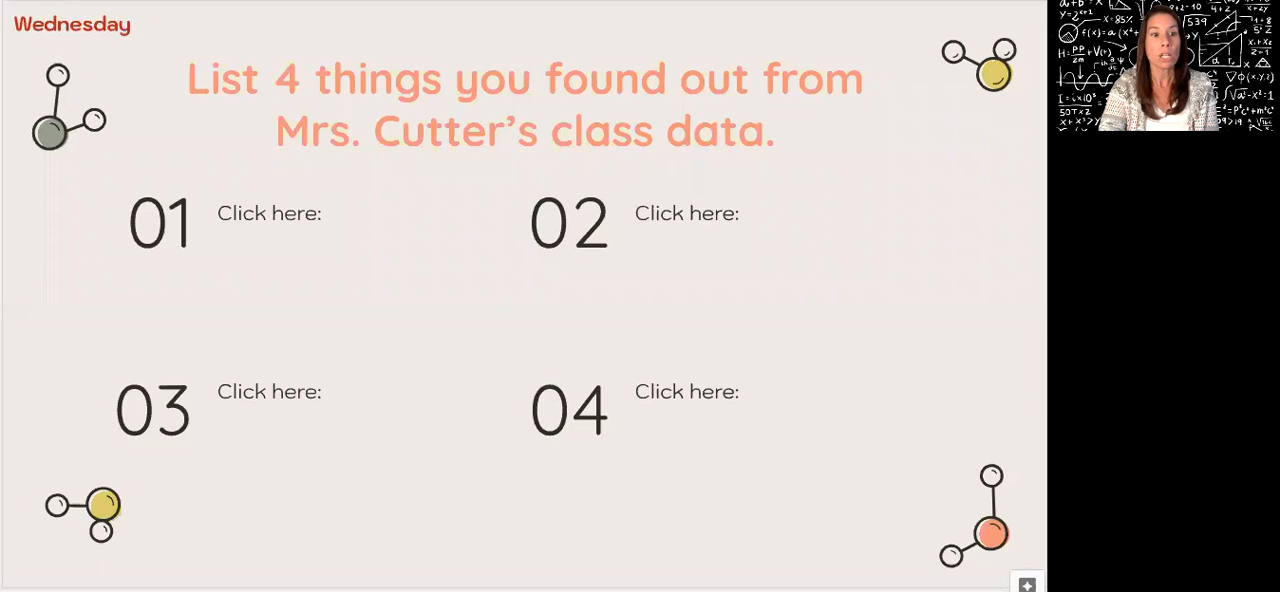 Wednesday
List 4 things you found out from
Mrs. Cutter's class data.
01 Click here:
02 Click here:
03 Click here:
04 Click here: